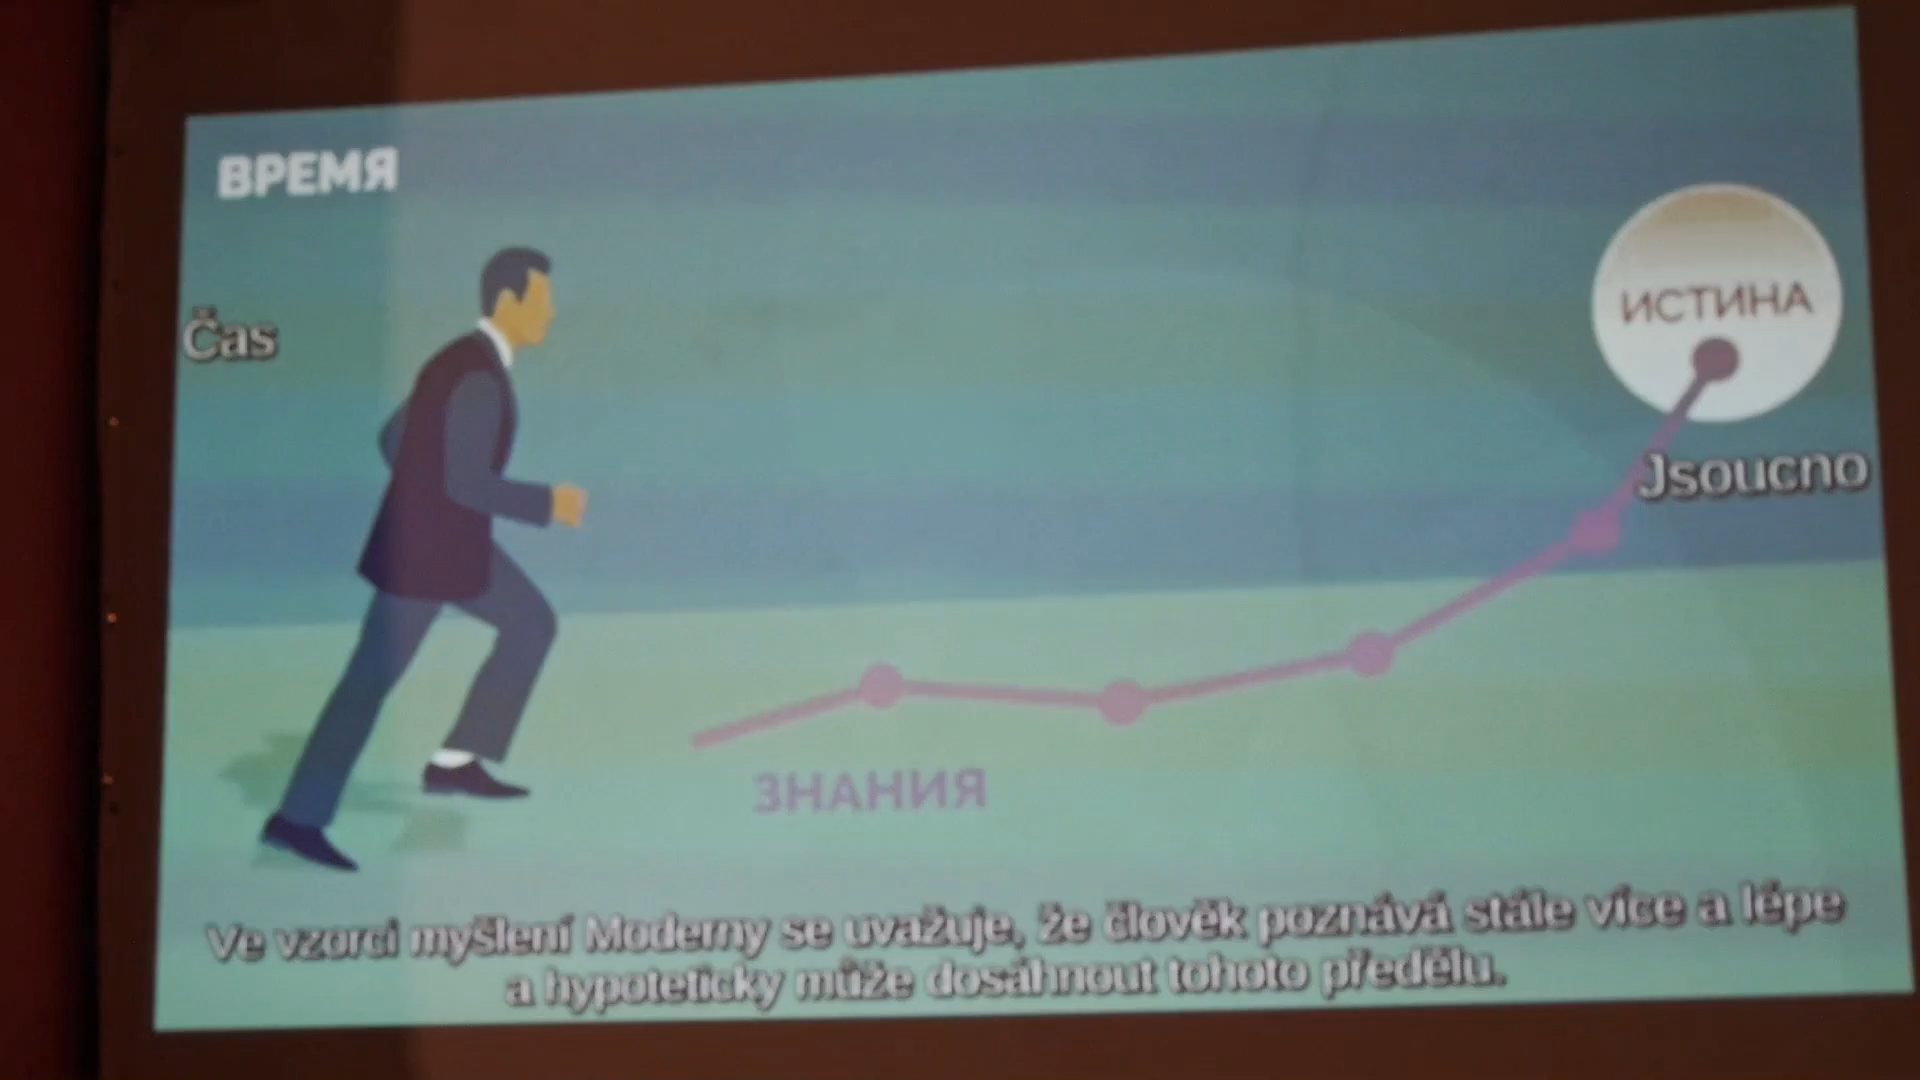 ВРЕМЯ
Čas
ИСТИНА
Jsoucno
ЗНАНИЯ
Ve vzorci myšlení Moderny se uvažuje, že člověk poznává stále více a lépe
a hypoteticky může dosáhnout tohoto předělu.